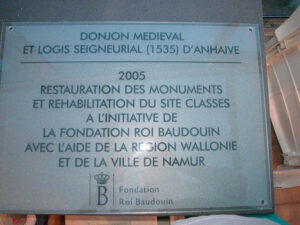 DONJON MEDIEVAL
ET LOGIS SEIGNEURIAL (1535) D'ANHAIVE
2005
RESTAURATION DES MONUMENTS
ET REHABILITATION DU SITE CLASSES
A L'INITIATIVE DE
LA FONDATION ROI BAUDOUIN
AVEC L'AIDE DE LA REGION WALLONIE
ET DE LA VILLE DE NAMUR
B
Fondation
Roi Baudouin